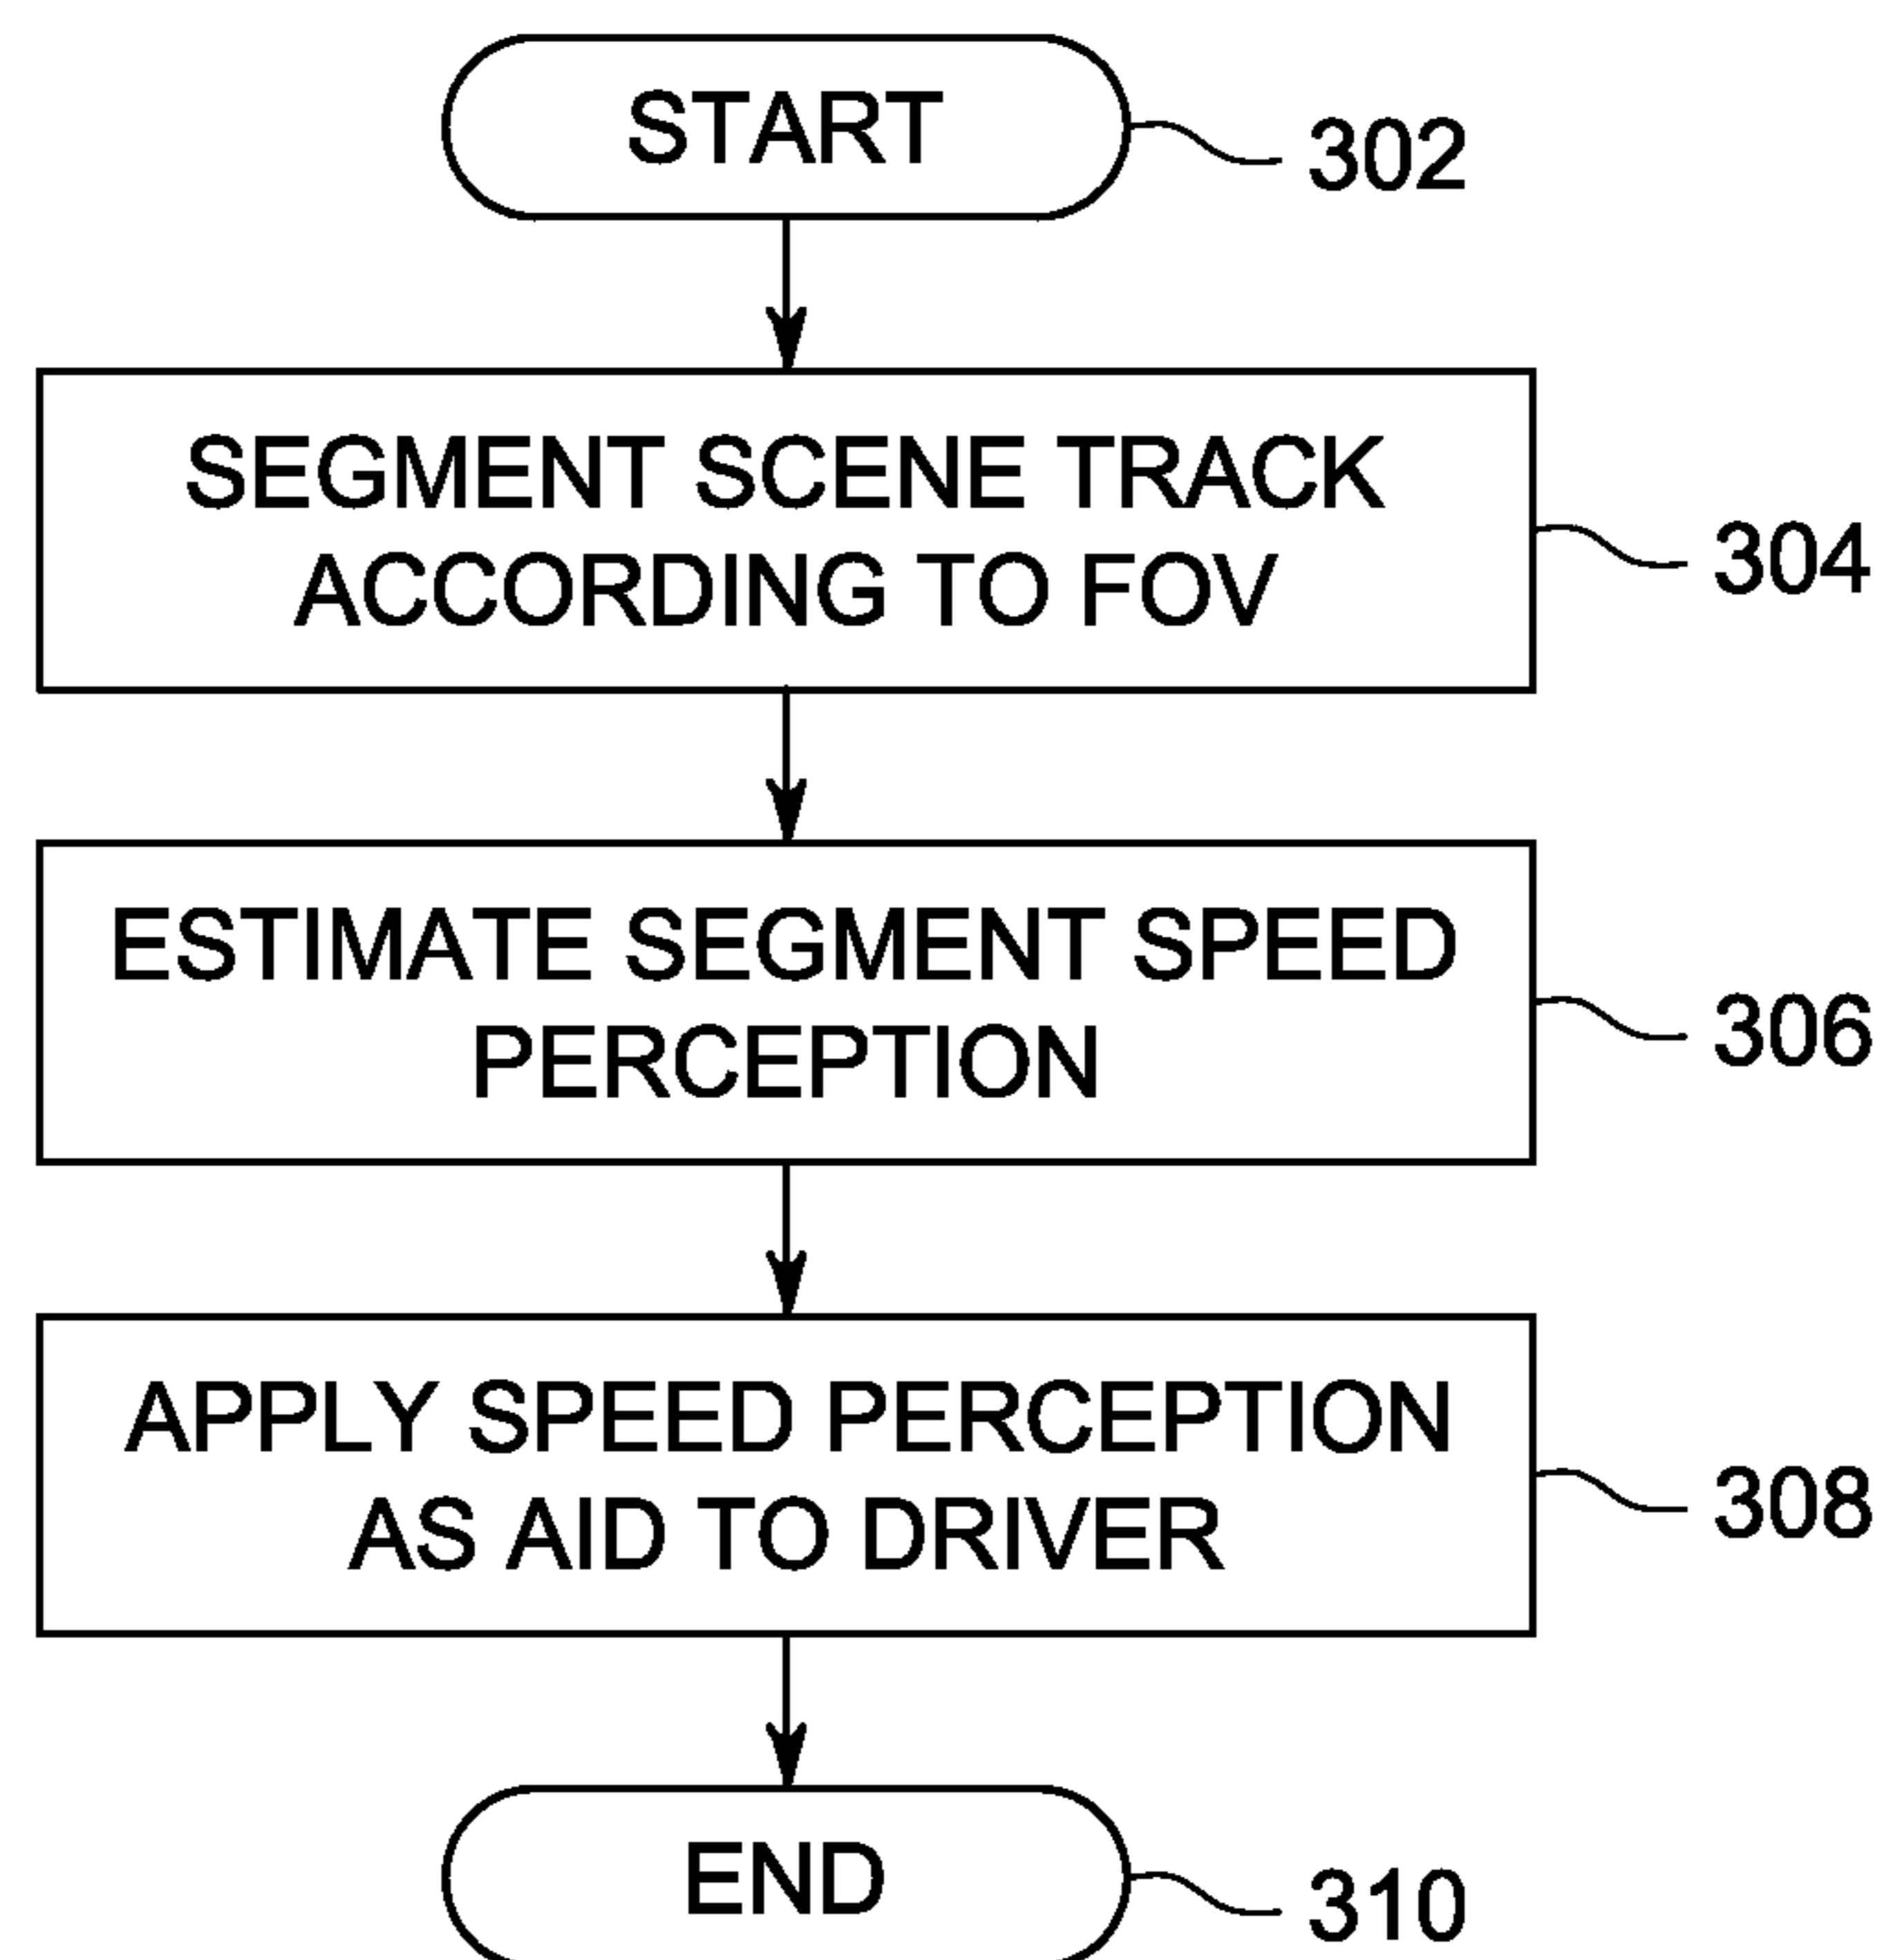 START
302
SEGMENT SCENE TRACK
ACCORDING TO FOV
304
ESTIMATE SEGMENT SPEED
PERCEPTION
306
APPLY SPEED PERCEPTION
AS AID TO DRIVER
308
END
310